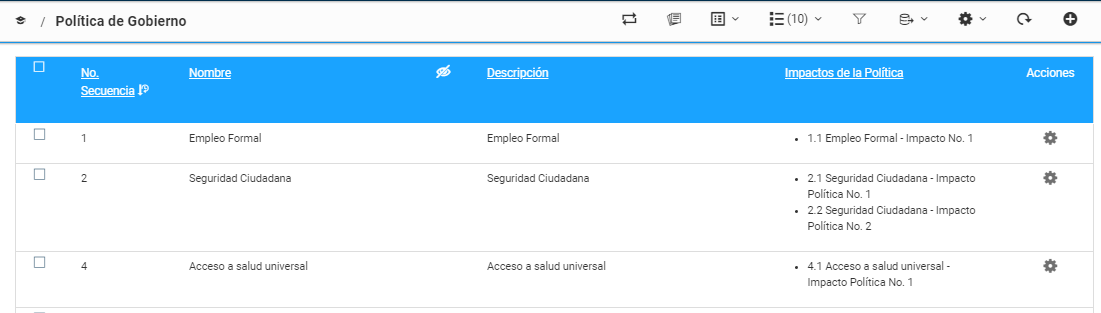 / Política de Gobierno (10)
No. Secuencia Nombre Descripción Impactos de la Política Acciones
1 Empleo Formal Empleo Formal • 1.1 Empleo Formal - Impacto No. 1
2 Seguridad Ciudadana Seguridad Ciudadana • 2.1 Seguridad Ciudadana - Impacto
Política No. 1
• 2.2 Seguridad Ciudadana - Impacto
Política No. 2
4 Acceso a salud universal Acceso a salud universal • 4.1 Acceso a salud universal -
Impacto Política No. 1